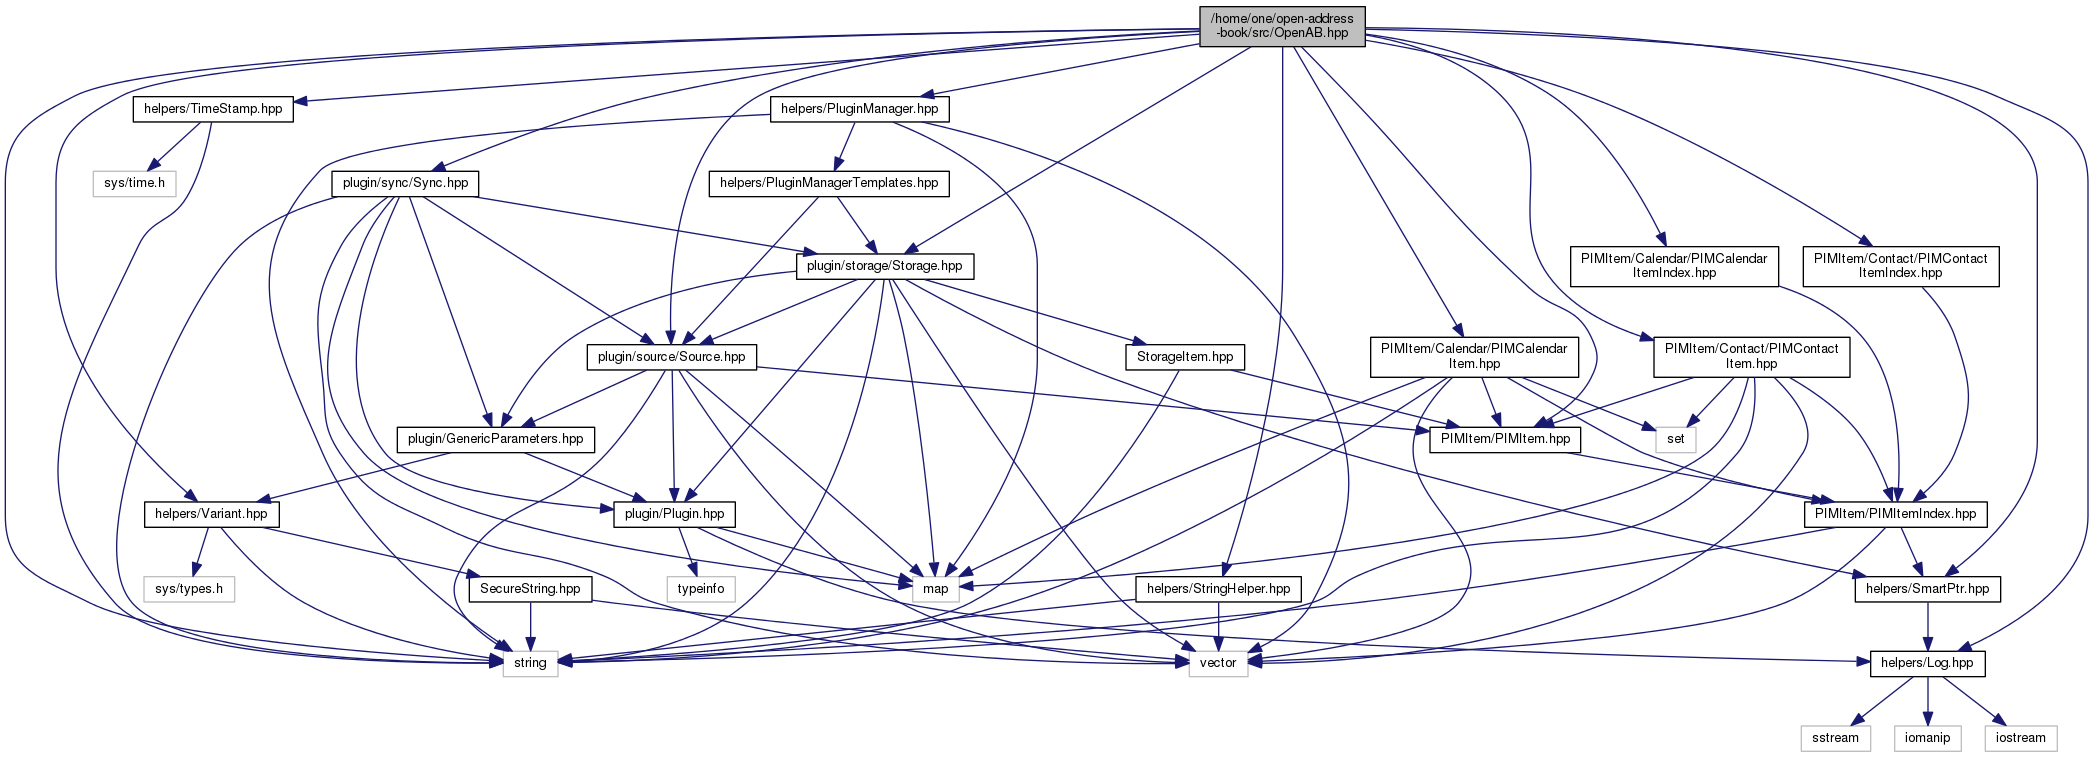 /home/one/open-address
-book/src/OpenAB.hpp
helpers/TimeStamp.hpp
helpers/PluginManager.hpp
sys/time.h
plugin/sync/Sync.hpp
helpers/PluginManagerTemplates.hpp
plugin/storage/Storage.hpp
PIMItem/Calendar/PIMCalendar
ItemIndex.hpp
PIMItem/Contact/PIMContact
ItemIndex.hpp
plugin/source/Source.hpp
StorageItem.hpp
PIMItem/Calendar/PIMCalendar
Item.hpp
PIMItem/Contact/PIMContact
Item.hpp
plugin/GenericParameters.hpp
PIMItem/PIMItem.hpp
set
helpers/Variant.hpp
plugin/Plugin.hpp
PIMItem/PIMItemIndex.hpp
sys/types.h
SecureString.hpp
typeinfo
map
helpers/StringHelper.hpp
helpers/SmartPtr.hpp
string
vector
helpers/Log.hpp
sstream
iomanip
iostream